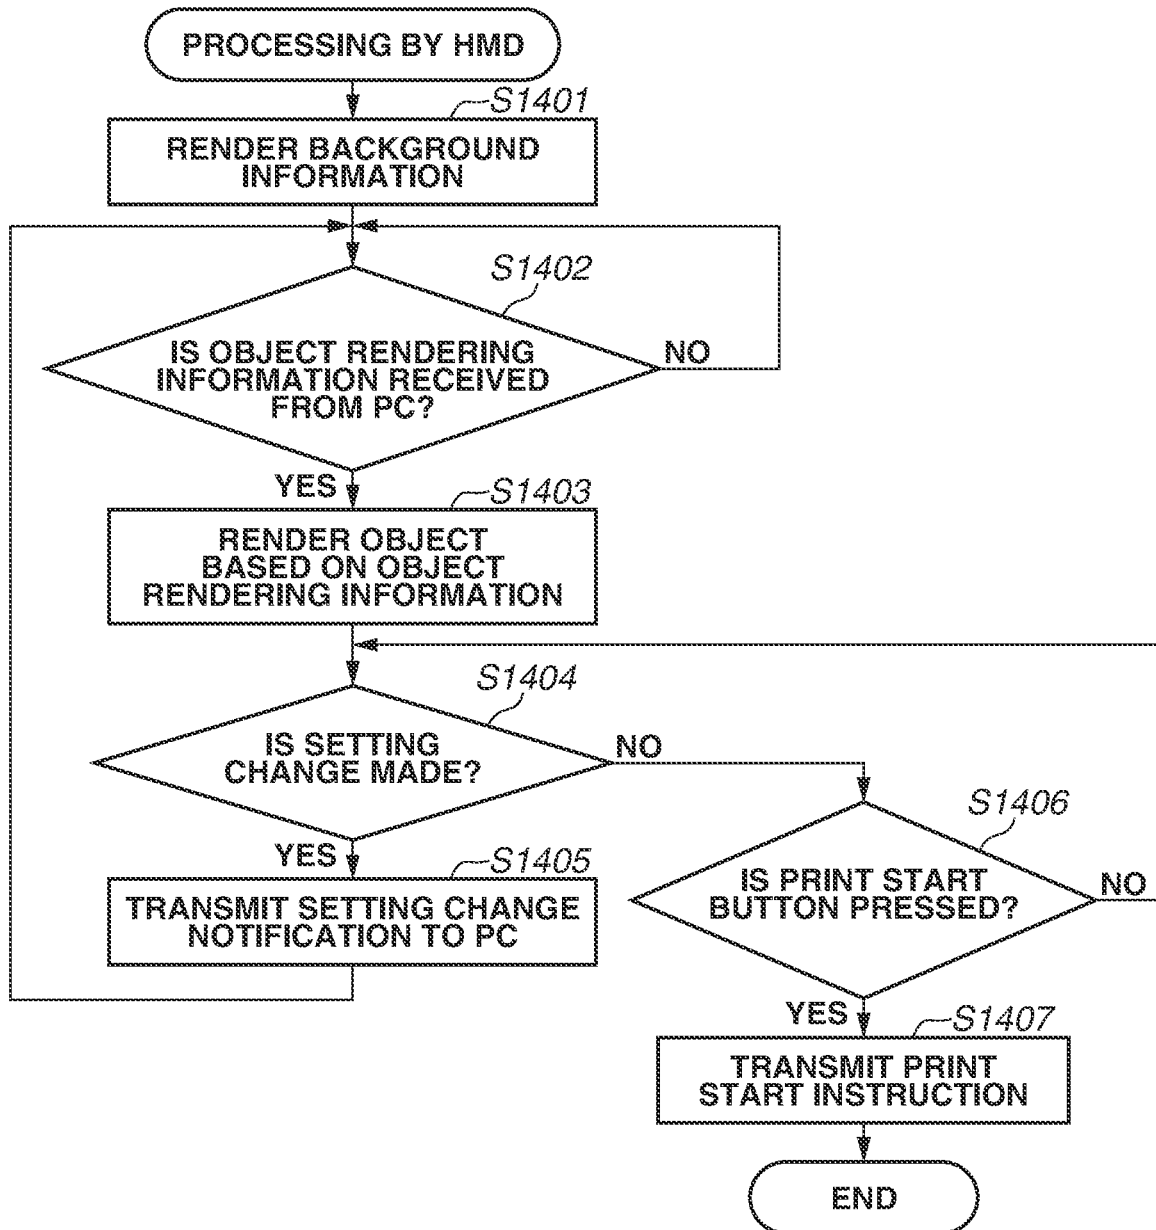 PROCESSING BY HMD
S1401
RENDER BACKGROUND
INFORMATION
S1402
IS OBJECT RENDERING
INFORMATION RECEIVED
FROM PC?
NO
YES
S1403
RENDER OBJECT
BASED ON OBJECT
RENDERING INFORMATION
S1404
IS SETTING
CHANGE MADE?
NO
YES
S1405
TRANSMIT SETTING CHANGE
NOTIFICATION TO PC
S1406
IS PRINT START
BUTTON PRESSED?
NO
YES
S1407
TRANSMIT PRINT
START INSTRUCTION
END